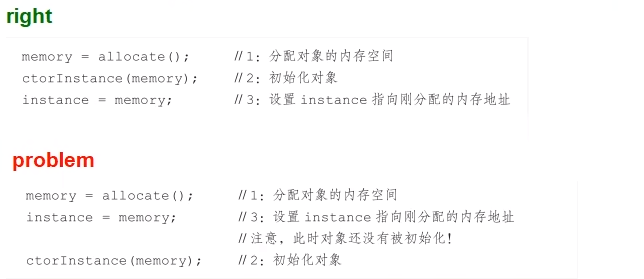 right
memory = allocate(); //1：分配对象的内存空间
ctorInstance(memory); //2：初始化对象
instance = memory; //3：设置 instance 指向刚分配的内存地址
problem
memory = allocate(); //1：分配对象的内存空间
instance = memory; //3：设置 instance 指向刚分配的内存地址
//注意，此时对象还没有被初始化！
ctorInstance(memory); //2：初始化对象